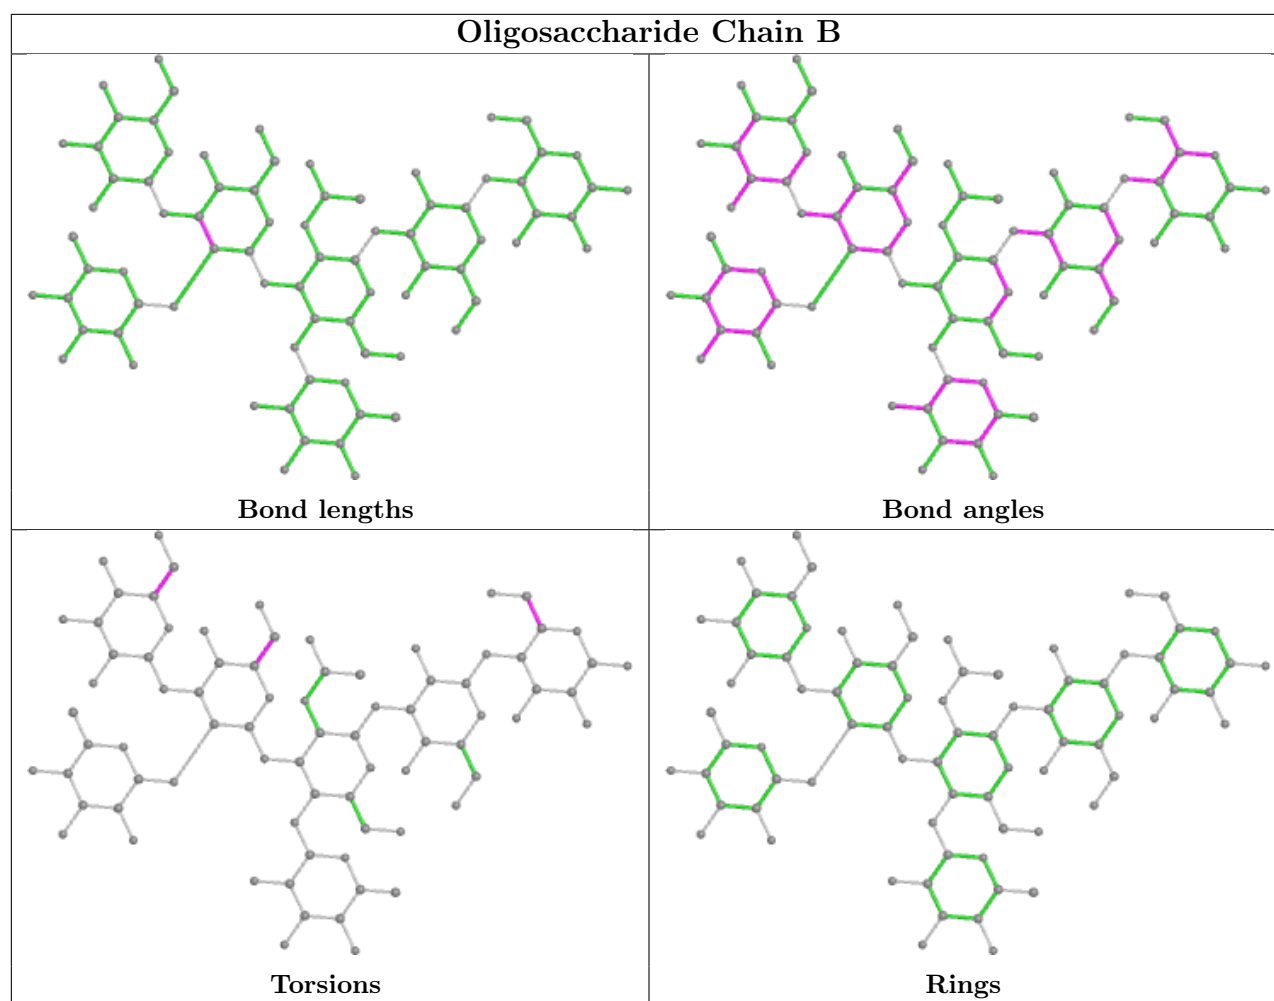 Oligosaccharide Chain B
Bond lengths
Bond angles
Torsions
Rings